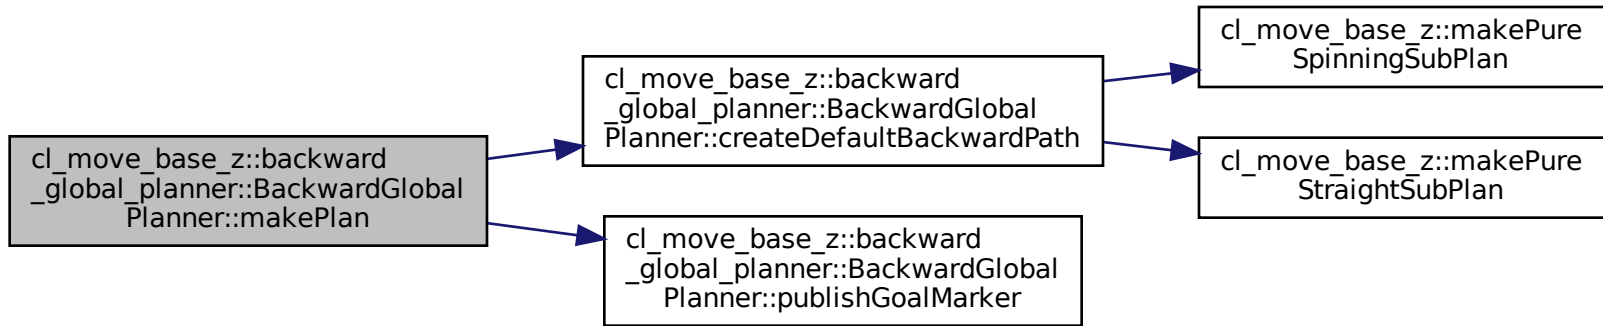 cl_move_base_z::backward
_global_planner::BackwardGlobal
Planner::makePlan
cl_move_base_z::backward
_global_planner::BackwardGlobal
Planner::createDefaultBackwardPath
cl_move_base_z::makePure
SpinningSubPlan
cl_move_base_z::makePure
StraightSubPlan
cl_move_base_z::backward
_global_planner::BackwardGlobal
Planner::publishGoalMarker